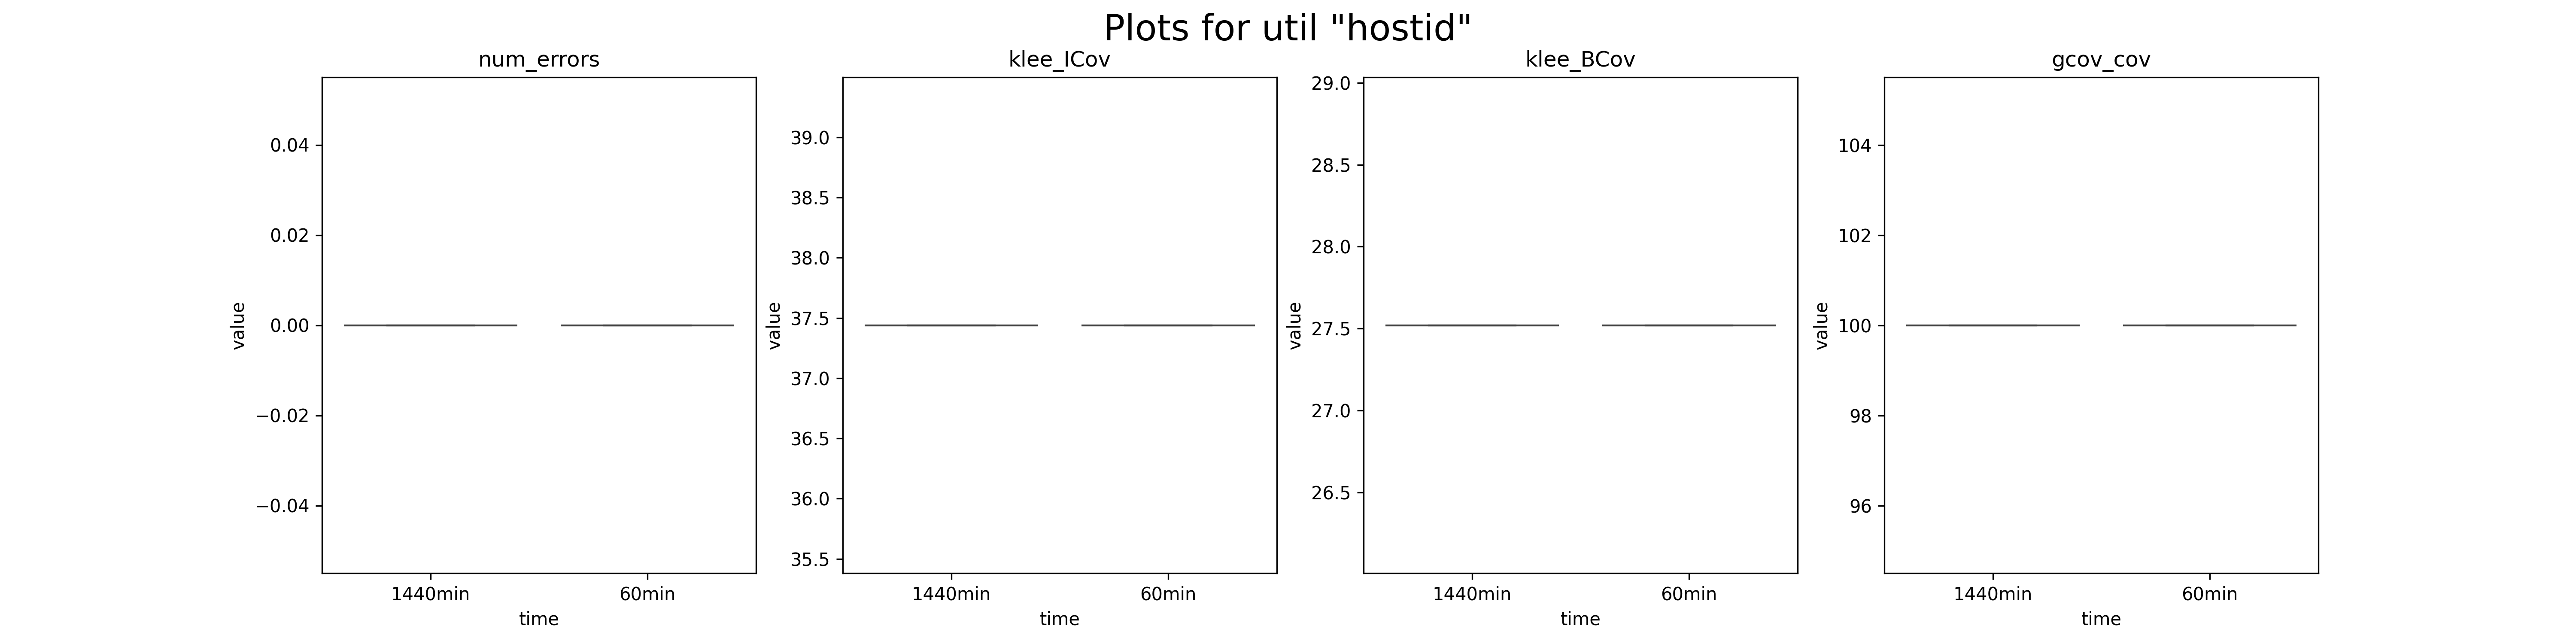 Plots for util "hostid"
num_errors
0.04
0.02
0.00
−0.02
−0.04
value
1440min
60min
time
klee_ICov
39.0
38.5
38.0
37.5
37.0
36.5
36.0
35.5
value
1440min
60min
time
klee_BCov
29.0
28.5
28.0
27.5
27.0
26.5
value
1440min
60min
time
gcov_cov
104
102
100
98
96
value
1440min
60min
time